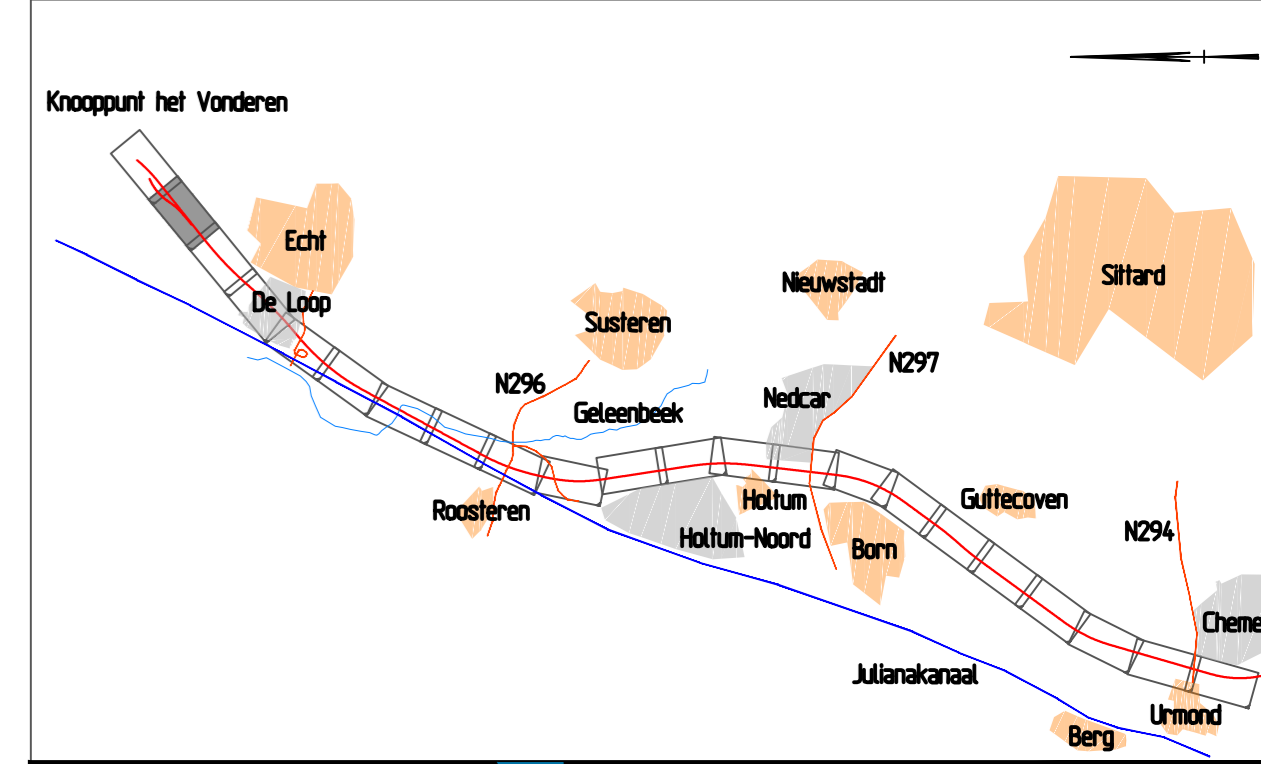 Knooppunt het Vonderen
Echt
Sittard
Nieuwstadt
De Loop
Susteren
N297
N296
Nedcar
Geleenbeek
Holtum
Guttecoven
Roosteren
N294
Holtum-Noord
Born
Cheme
Julianakanaal
Urmond
Berg